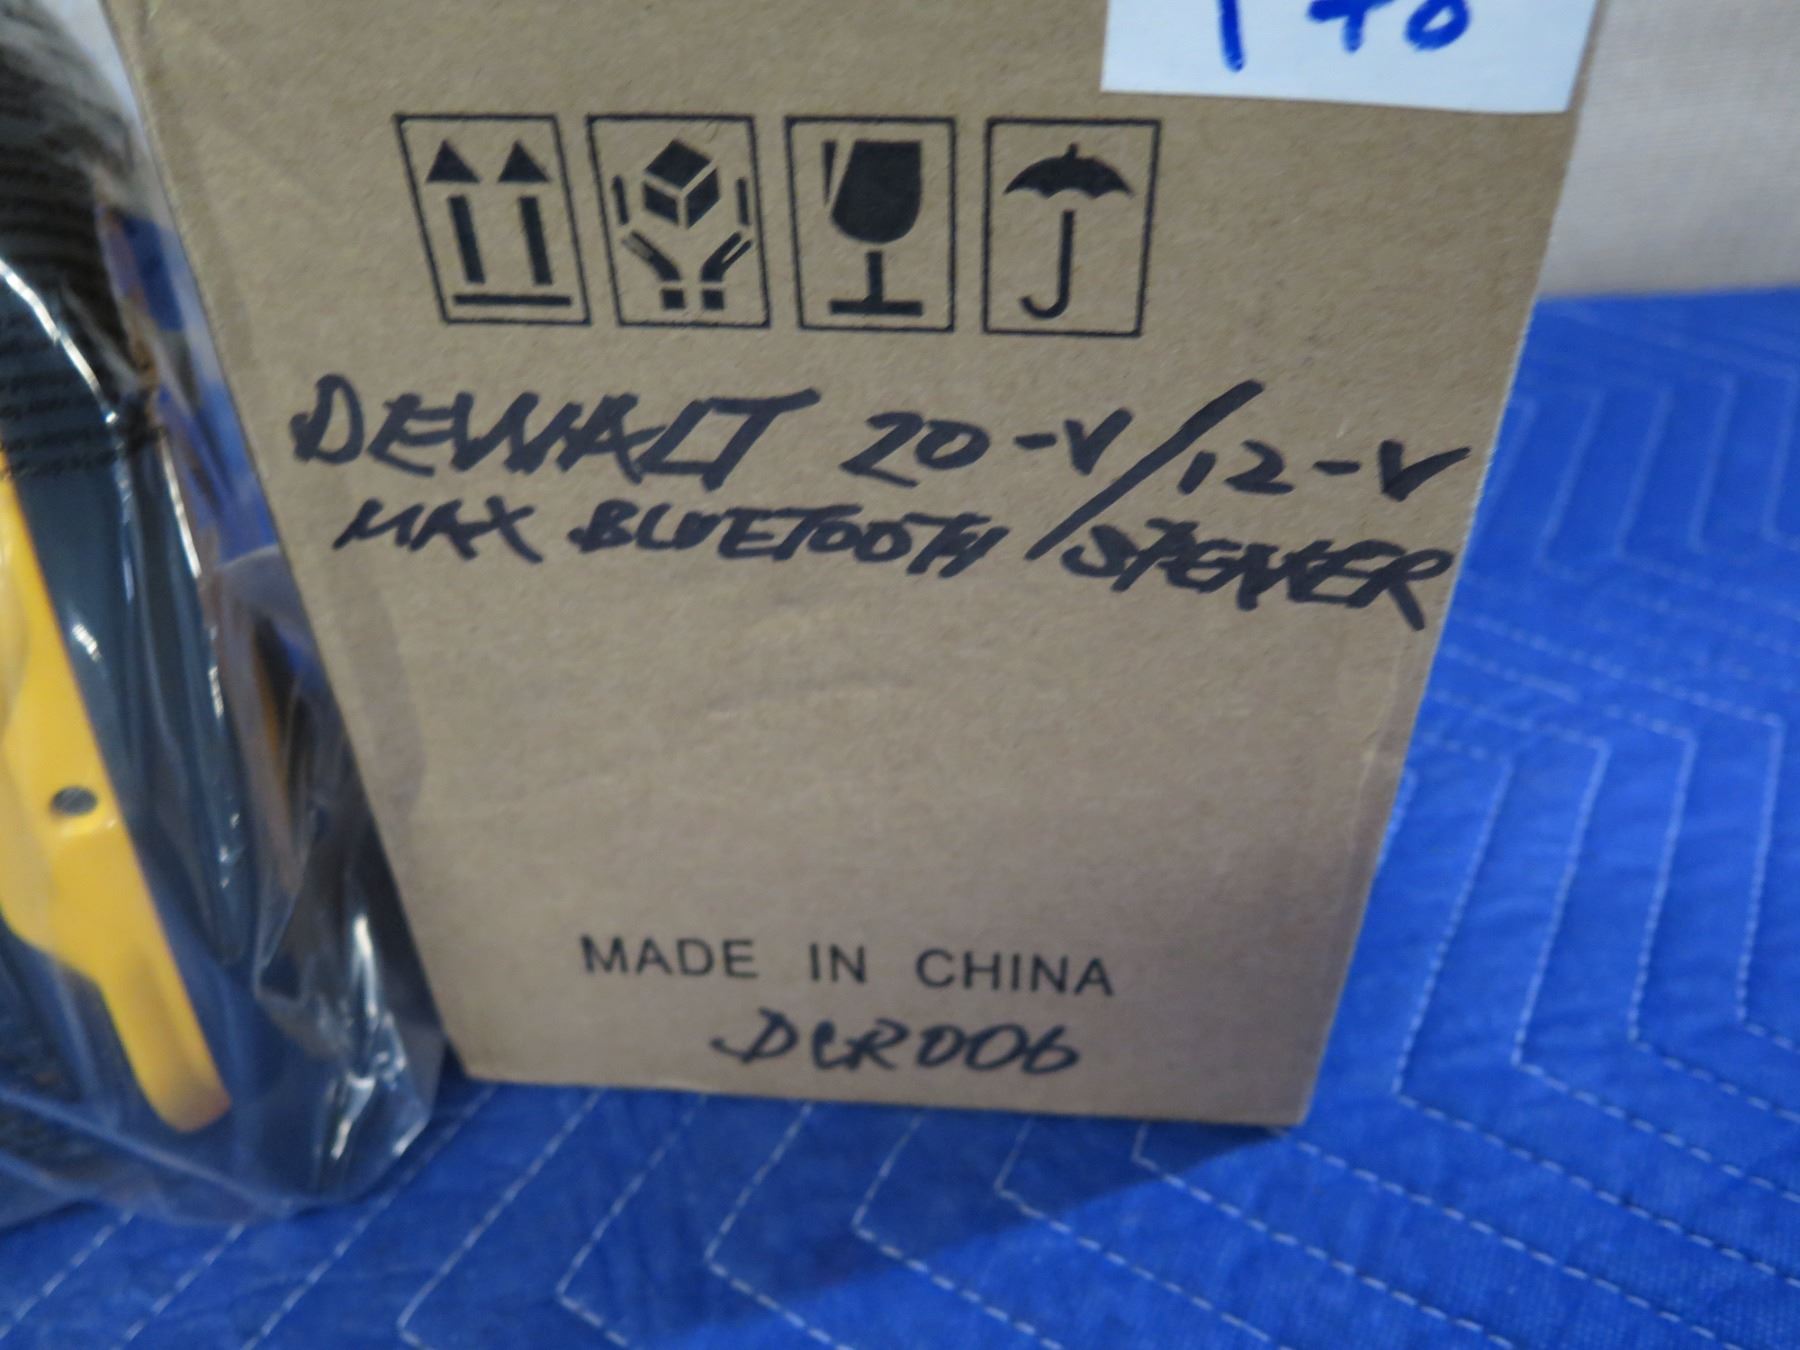 DEWALT 20-V/12-V
MAX BLUETOOTH SPEAKER
MADE IN CHINA
DCR006